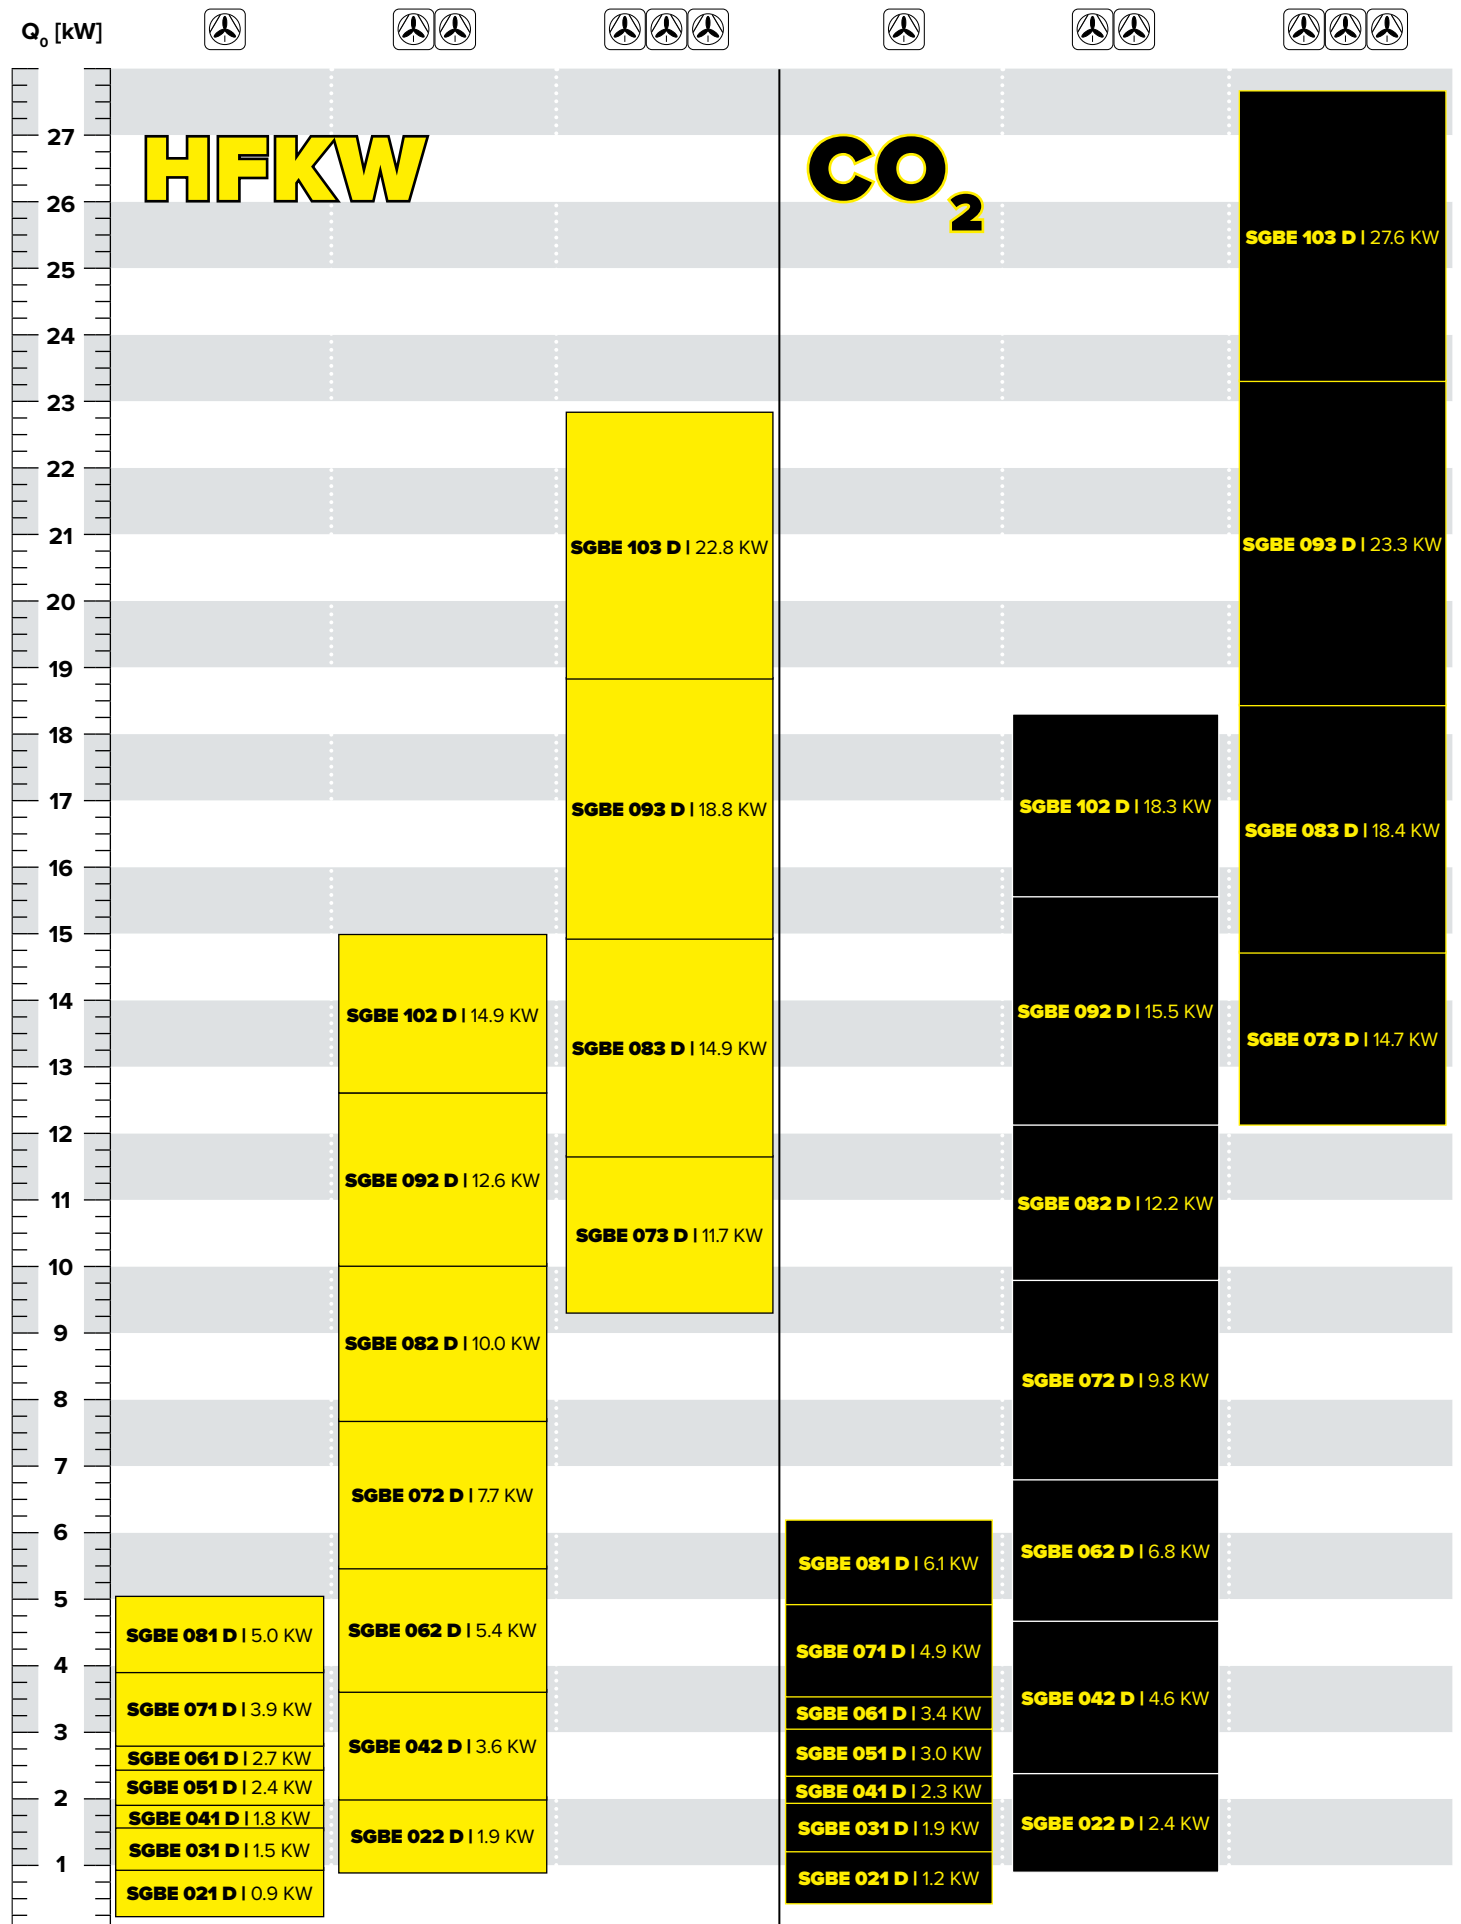 Q0 [kW]
HFKW
CO2
27
26
25
24
23
22
21
20
19
18
17
16
15
14
13
12
11
10
9
8
7
6
5
4
3
2
1
SGBE 081 D | 5.0 KW
SGBE 071 D | 3.9 KW
SGBE 061 D | 2.7 KW
SGBE 051 D | 2.4 KW
SGBE 041 D | 1.8 KW
SGBE 031 D | 1.5 KW
SGBE 021 D | 0.9 KW
SGBE 102 D | 14.9 KW
SGBE 092 D | 12.6 KW
SGBE 082 D | 10.0 KW
SGBE 072 D | 7.7 KW
SGBE 062 D | 5.4 KW
SGBE 042 D | 3.6 KW
SGBE 022 D | 1.9 KW
SGBE 103 D | 22.8 KW
SGBE 093 D | 18.8 KW
SGBE 083 D | 14.9 KW
SGBE 073 D | 11.7 KW
SGBE 081 D | 6.1 KW
SGBE 071 D | 4.9 KW
SGBE 061 D | 3.4 KW
SGBE 051 D | 3.0 KW
SGBE 041 D | 2.3 KW
SGBE 031 D | 1.9 KW
SGBE 021 D | 1.2 KW
SGBE 102 D | 18.3 KW
SGBE 092 D | 15.5 KW
SGBE 082 D | 12.2 KW
SGBE 072 D | 9.8 KW
SGBE 062 D | 6.8 KW
SGBE 042 D | 4.6 KW
SGBE 022 D | 2.4 KW
SGBE 103 D | 27.6 KW
SGBE 093 D | 23.3 KW
SGBE 083 D | 18.4 KW
SGBE 073 D | 14.7 KW